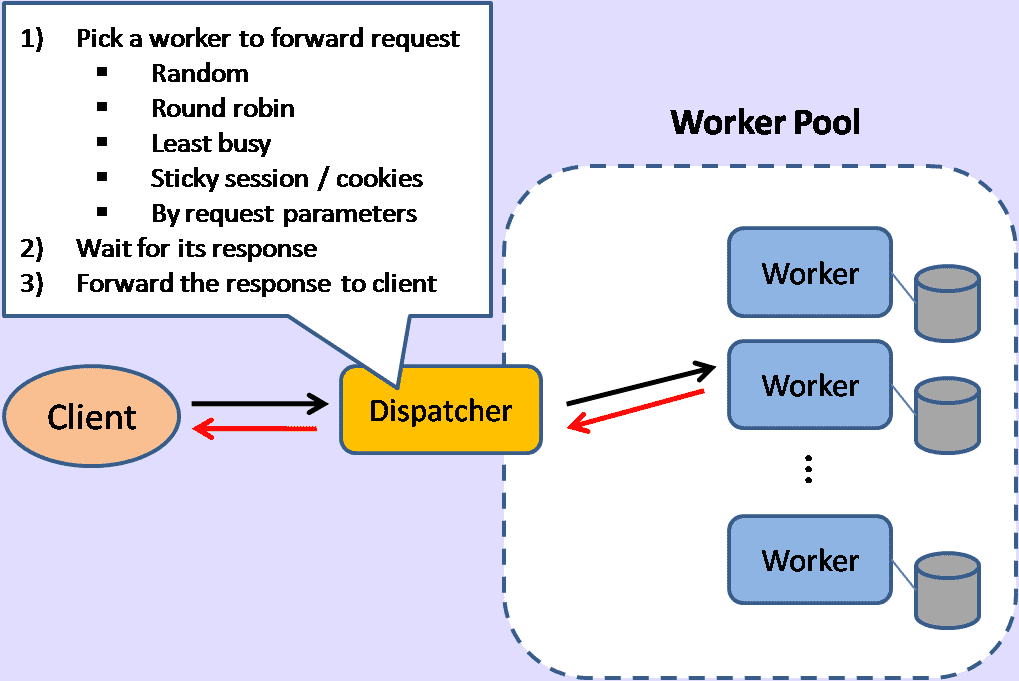 1) Pick a worker to forward request
▪ Random
▪ Round robin
▪ Least busy
▪ Sticky session / cookies
▪ By request parameters
2) Wait for its response
3) Forward the response to client
Worker Pool
Worker
Client
Dispatcher
Worker
Worker